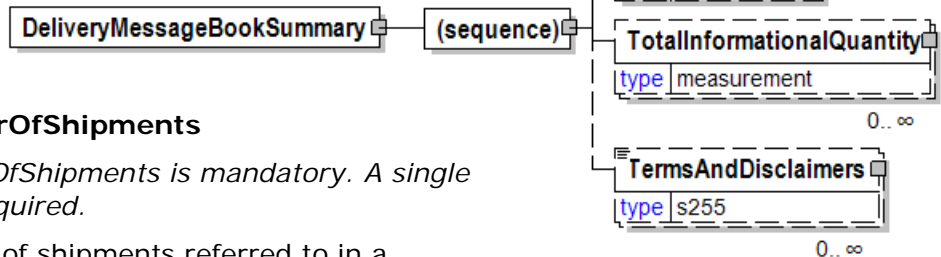 DeliveryMessageBookSummary
(sequence)
TotalInformationalQuantity
type measurement
0.. ∞
TermsAndDisclaimers
type s255
0.. ∞
rOfShipments
OfShipments is mandatory. A single
quired.
of shipments referred to in a